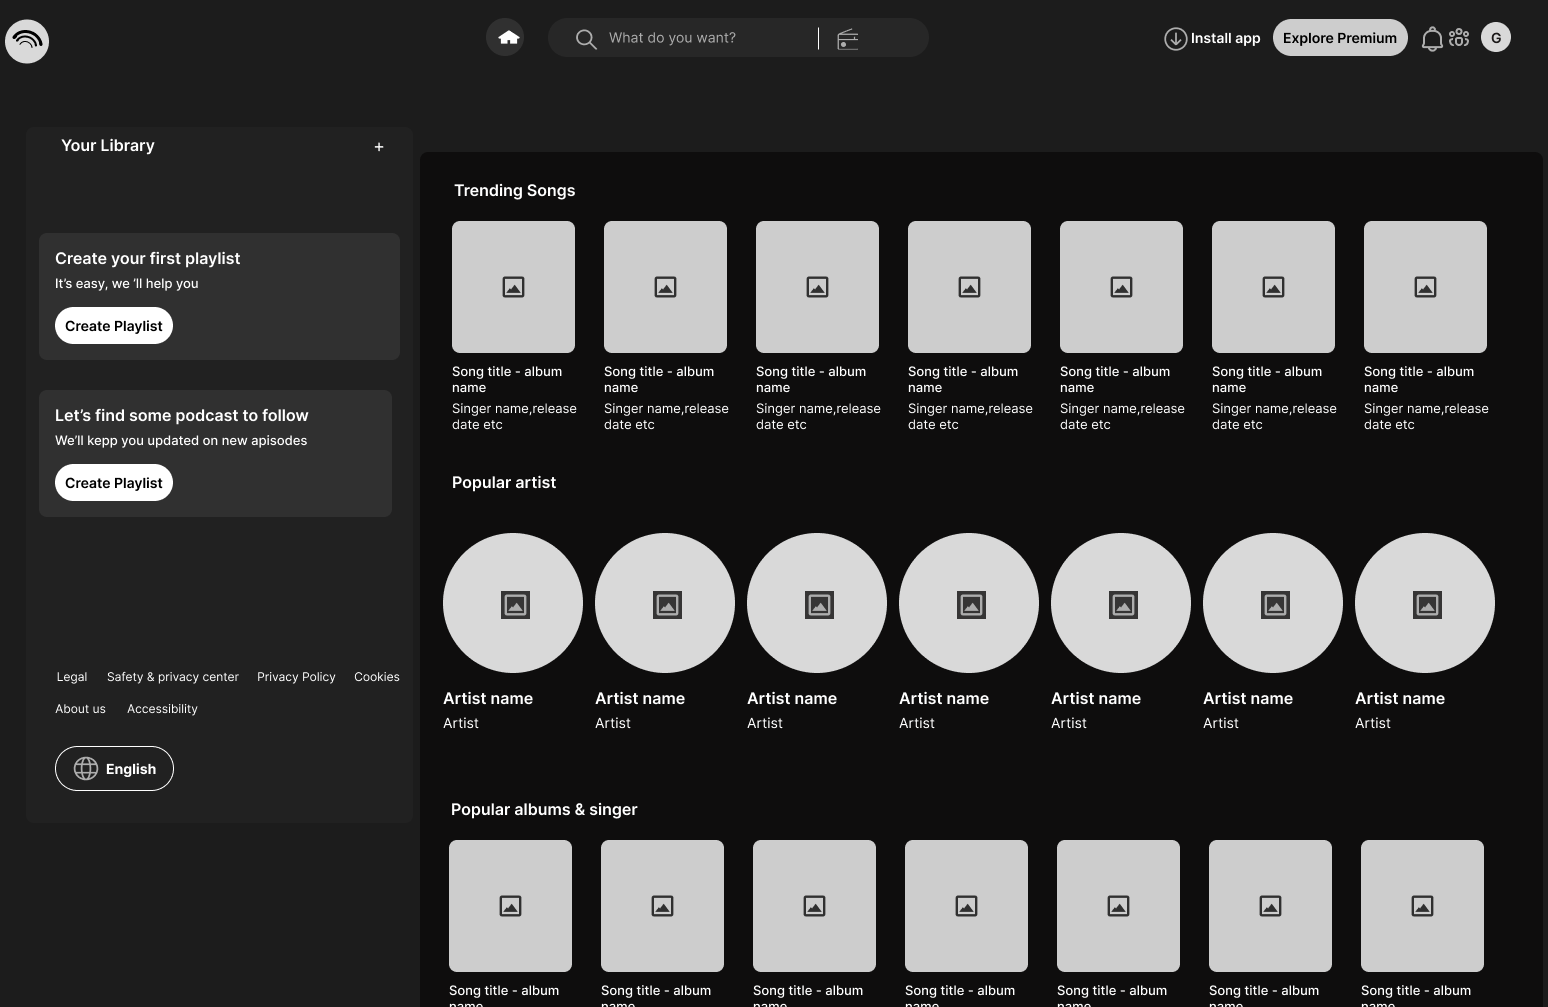 What do you want?
Install app
Explore Premium
G
Your Library
+
Create your first playlist
It’s easy, we ’ll help you
Create Playlist
Let’s find some podcast to follow
We’ll kepp you updated on new apisodes
Create Playlist
Legal Safety & privacy center Privacy Policy Cookies
About us Accessibility
English
Trending Songs
Song title - album Song title - album Song title - album Song title - album Song title - album Song title - album Song title - album
name name name name name name name
Singer name,release Singer name,release Singer name,release Singer name,release Singer name,release Singer name,release Singer name,release
date etc date etc date etc date etc date etc date etc date etc
Popular artist
Artist name Artist name Artist name Artist name Artist name Artist name Artist name
Artist Artist Artist Artist Artist Artist Artist
Popular albums & singer
Song title - album Song title - album Song title - album Song title - album Song title - album Song title - album Song title - album
name name name name name name name